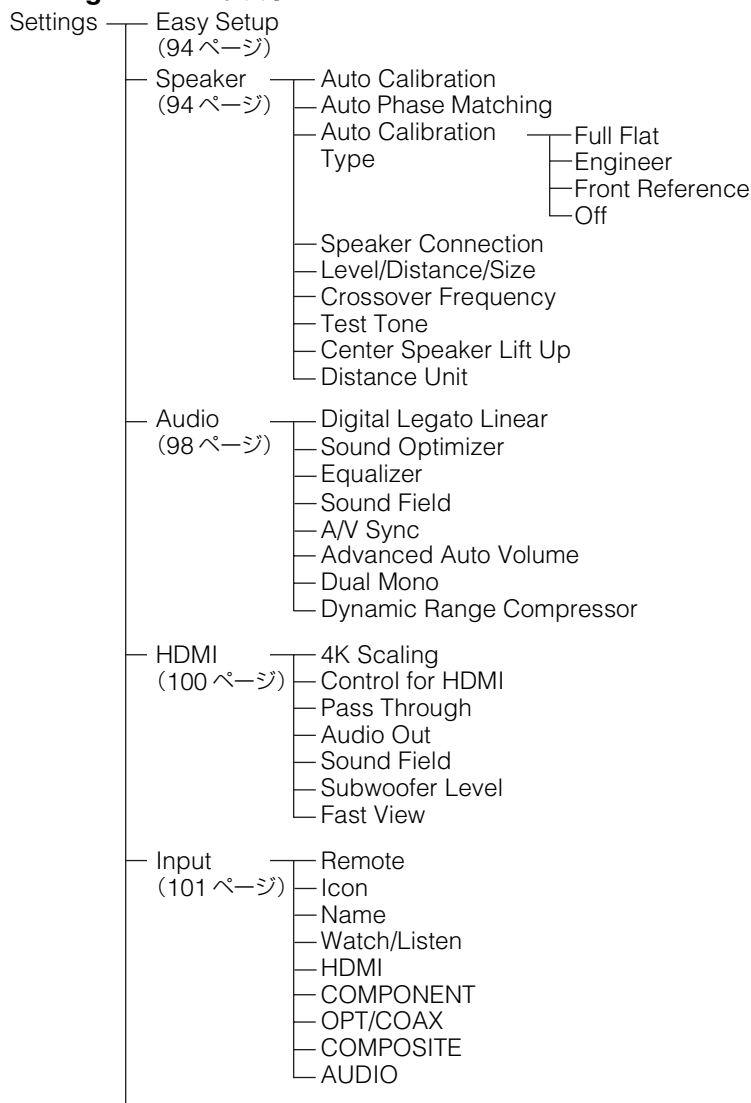 Settings
Easy Setup
（94 ページ）
Speaker
（94 ページ）
Auto Calibration
Auto Phase Matching
Auto Calibration
Type
Full Flat
Engineer
Front Reference
Off
Speaker Connection
Level/Distance/Size
Crossover Frequency
Test Tone
Center Speaker Lift Up
Distance Unit
Audio
（98 ページ）
Digital Legato Linear
Sound Optimizer
Equalizer
Sound Field
A/V Sync
Advanced Auto Volume
Dual Mono
Dynamic Range Compressor
HDMI
（100 ページ）
4K Scaling
Control for HDMI
Pass Through
Audio Out
Sound Field
Subwoofer Level
Fast View
Input
（101 ページ）
Remote
Icon
Name
Watch/Listen
HDMI
COMPONENT
OPT/COAX
COMPOSITE
AUDIO